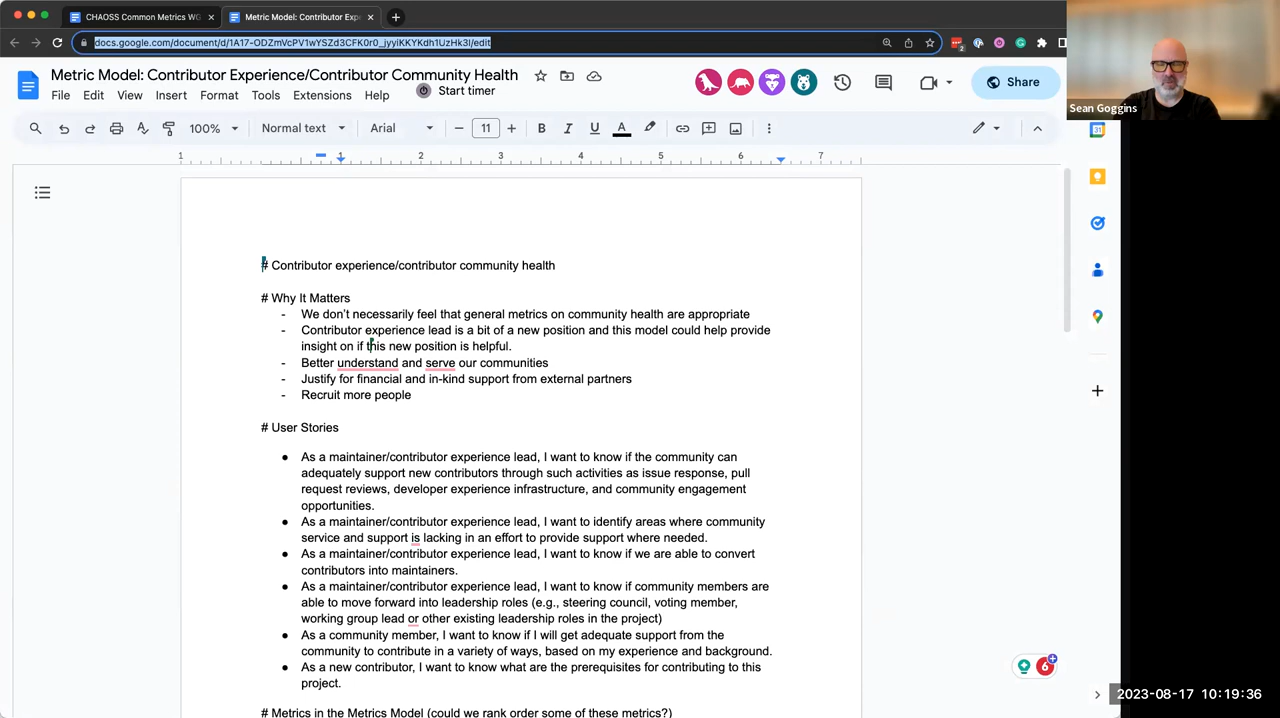 CHAOSS Common Metrics WG
Metric Model: Contributor Exp
docs.google.com/document/d/1A17-ODZmVcPV1wYSZd3CFK0r0_jyyiKKYKdh1UzHk3I/edit
Metric Model: Contributor Experience/Contributor Community Health
File Edit View Insert Format Tools Extensions Help
Start timer
Share
Sean Goggins
100% Normal text Arial 11
1 1 2 3 4 5 6 7
31
# Contributor experience/contributor community health
# Why It Matters
- We don't necessarily feel that general metrics on community health are appropriate
- Contributor experience lead is a bit of a new position and this model could help provide
insight on if this new position is helpful.
- Better understand and serve our communities
- Justify for financial and in-kind support from external partners
- Recruit more people
# User Stories
● As a maintainer/contributor experience lead, I want to know if the community can
adequately support new contributors through such activities as issue response, pull
request reviews, developer experience infrastructure, and community engagement
opportunities.
● As a maintainer/contributor experience lead, I want to identify areas where community
service and support is lacking in an effort to provide support where needed.
● As a maintainer/contributor experience lead, I want to know if we are able to convert
contributors into maintainers.
● As a maintainer/contributor experience lead, I want to know if community members are
able to move forward into leadership roles (e.g., steering council, voting member,
working group lead or other existing leadership roles in the project)
● As a community member, I want to know if I will get adequate support from the
community to contribute in a variety of ways, based on my experience and background.
● As a new contributor, I want to know what are the prerequisites for contributing to this
project.
# Metrics in the Metrics Model (could we rank order some of these metrics?)
6
2023-08-17 10:19:36